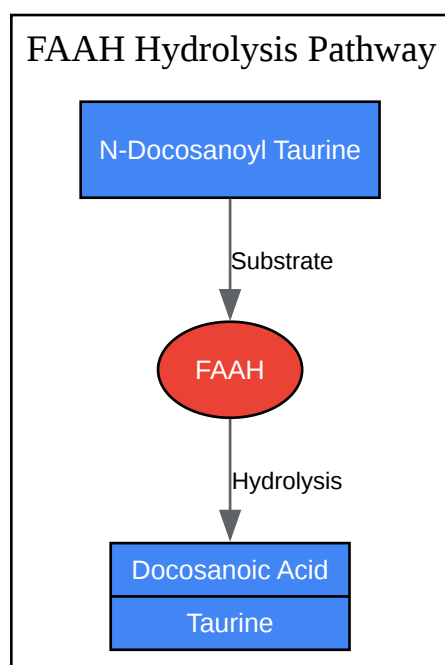 FAAH Hydrolysis Pathway
N-Docosanoyl Taurine
Substrate
FAAH
Hydrolysis
Docosanoic Acid
Taurine